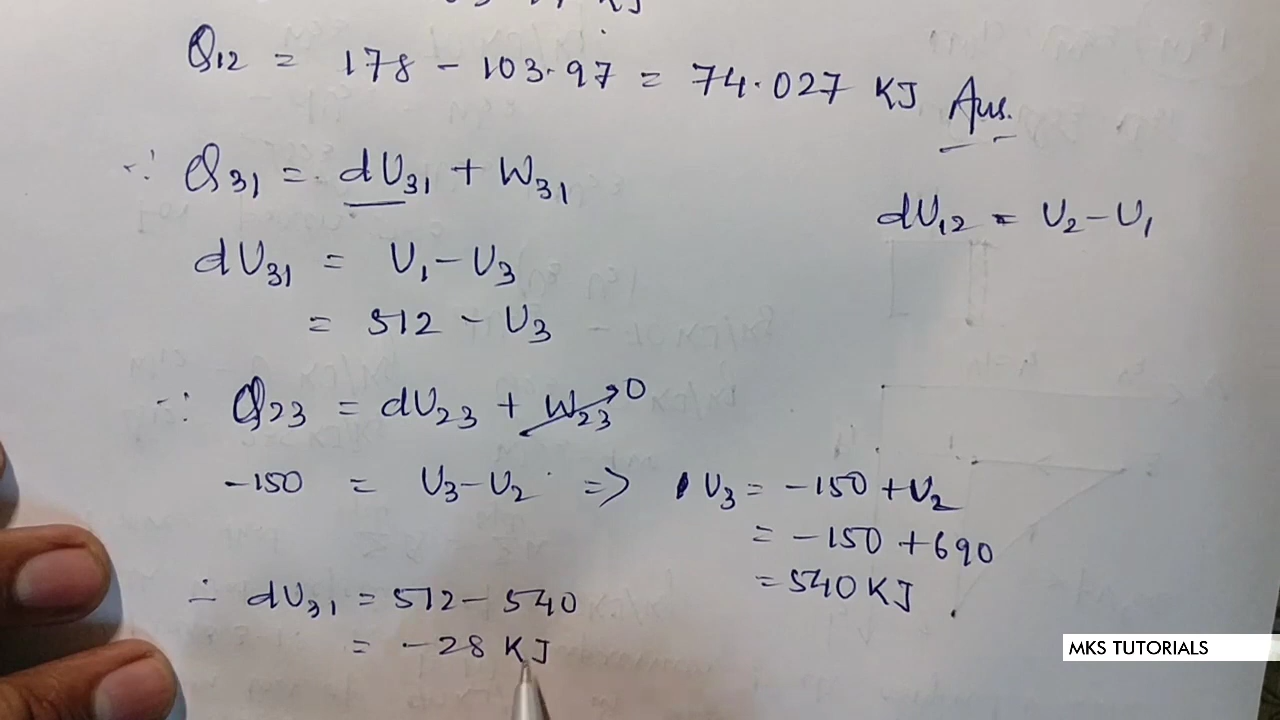 Q12 = 178 - 103.97 = 74.027 KJ Ans.
∵ Q31 = dU31 + W31
dU12 = U2 - U1
dU31 = U1 - U3
= 512 - U3
∵ Q23 = dU23 + W23 → 0
-150 = U3 - U2 => U3 = -150 + U2
= -150 + 690
= 540 KJ
∴ dU31 = 512 - 540
= -28 KJ
MKS TUTORIALS